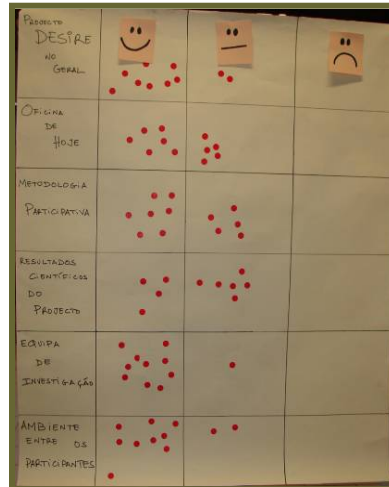 PROJECTO
DESIRE
NO
GERAL
OFICINA
DE
HOJE
METODOLOGIA
PARTICIPATIVA
RESULTADOS
CIENTÍFICOS
DO
PROJECTO
EQUIPA
DE
INVESTIGAÇÃO
AMBIENTE
ENTRE OS
PARTICIPANTES